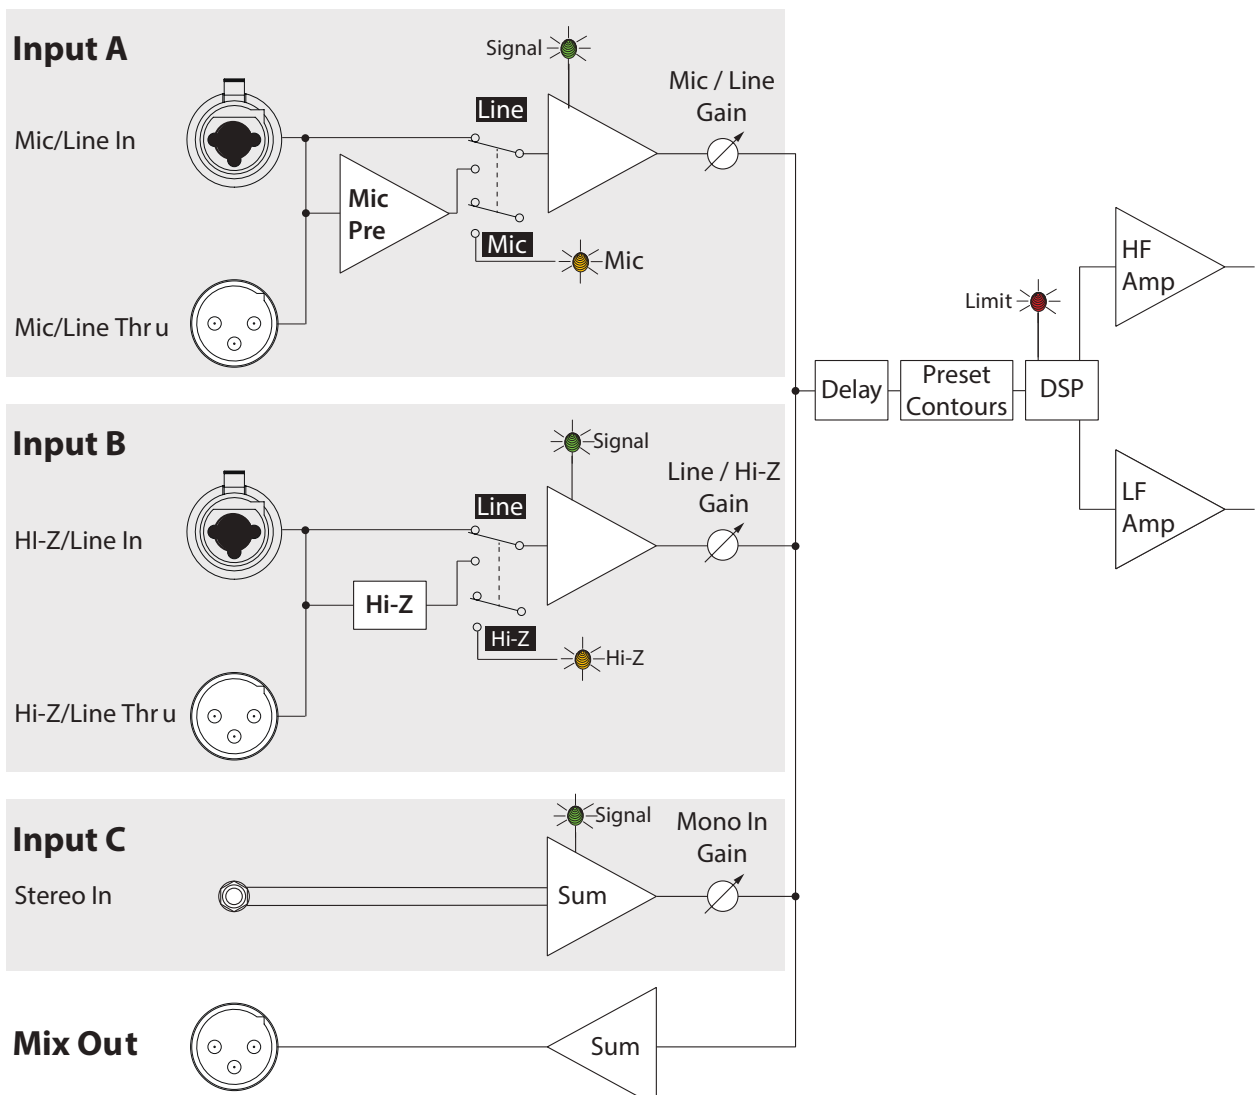 Input A
Signal
Mic / Line
Gain
Line
Mic/Line In
Mic
Pre
Mic
Mic
Mic/Line Thru
HF
Amp
Limit
Delay
Preset
Contours
DSP
Input B
Signal
Line / Hi-Z
Gain
LF
Amp
Line
HI-Z/Line In
Hi-Z
Hi-Z
Hi-Z
Hi-Z/Line Thru
Input C
Signal
Mono In
Gain
Stereo In
Sum
Mix Out
Sum